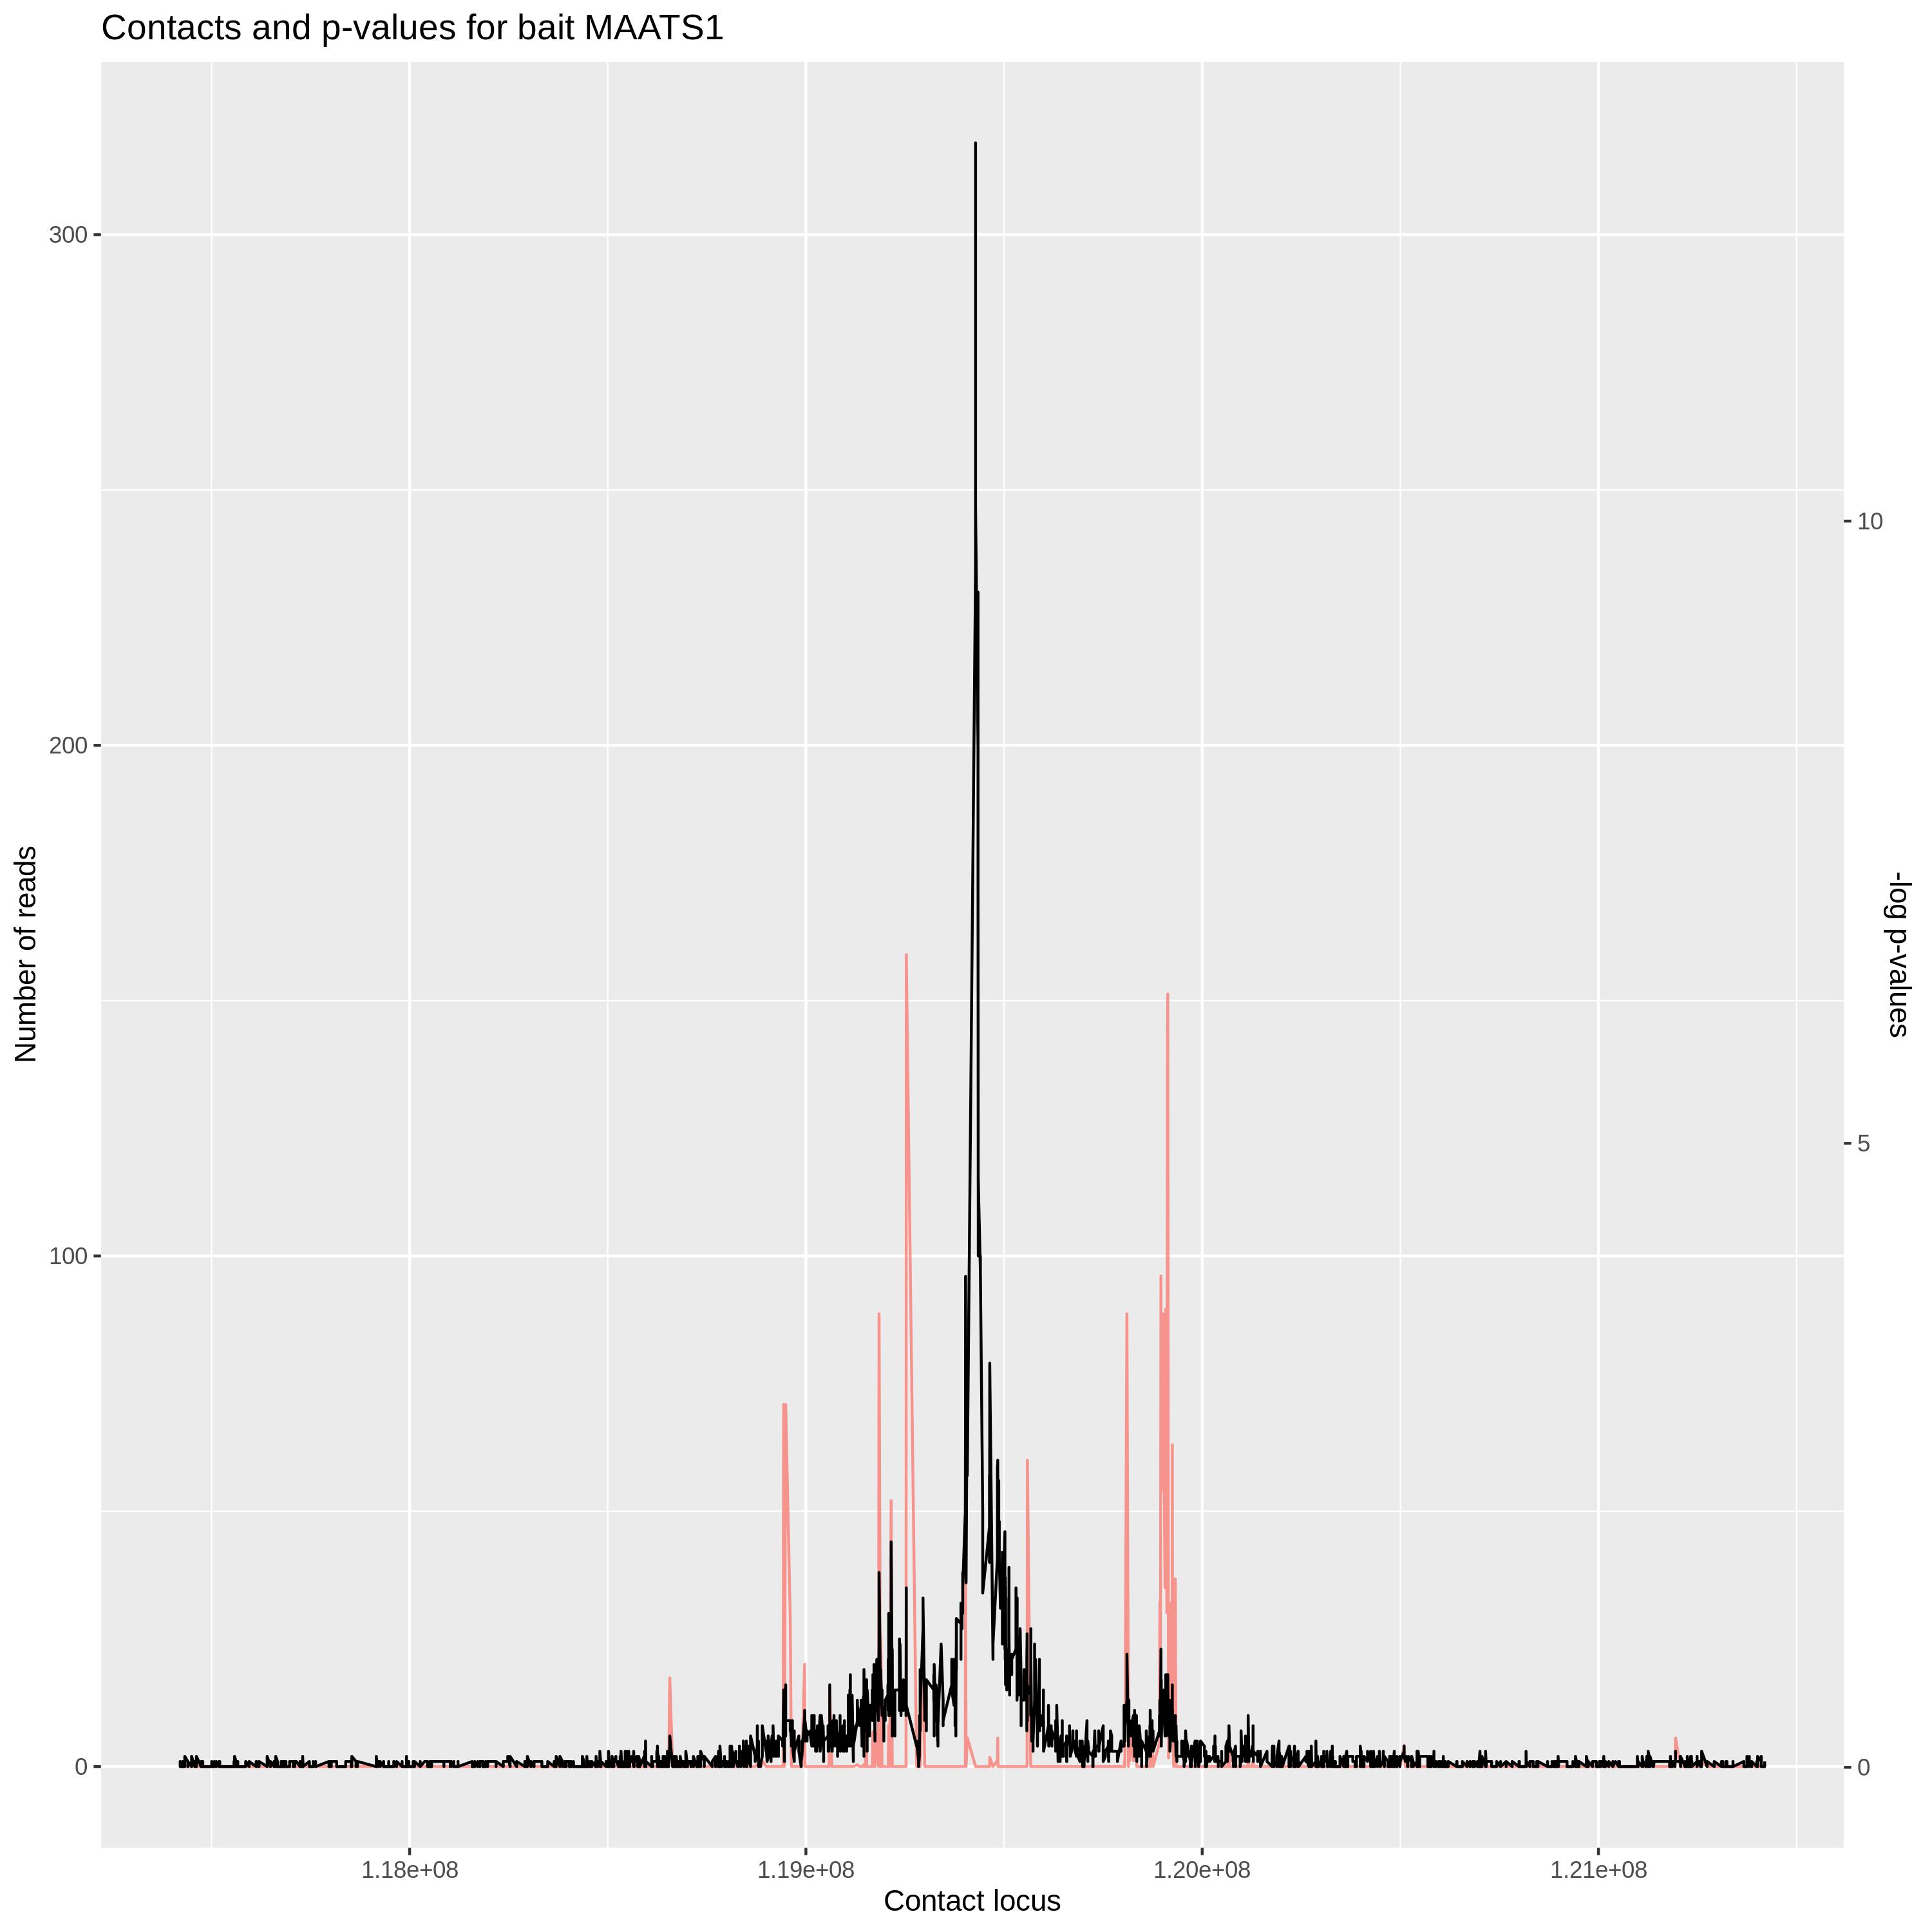 Contacts and p-values for bait MAATS1
300
200
100
0
Number of reads
10
5
0
-log p-values
1.18e+08
1.19e+08
1.20e+08
1.21e+08
Contact locus